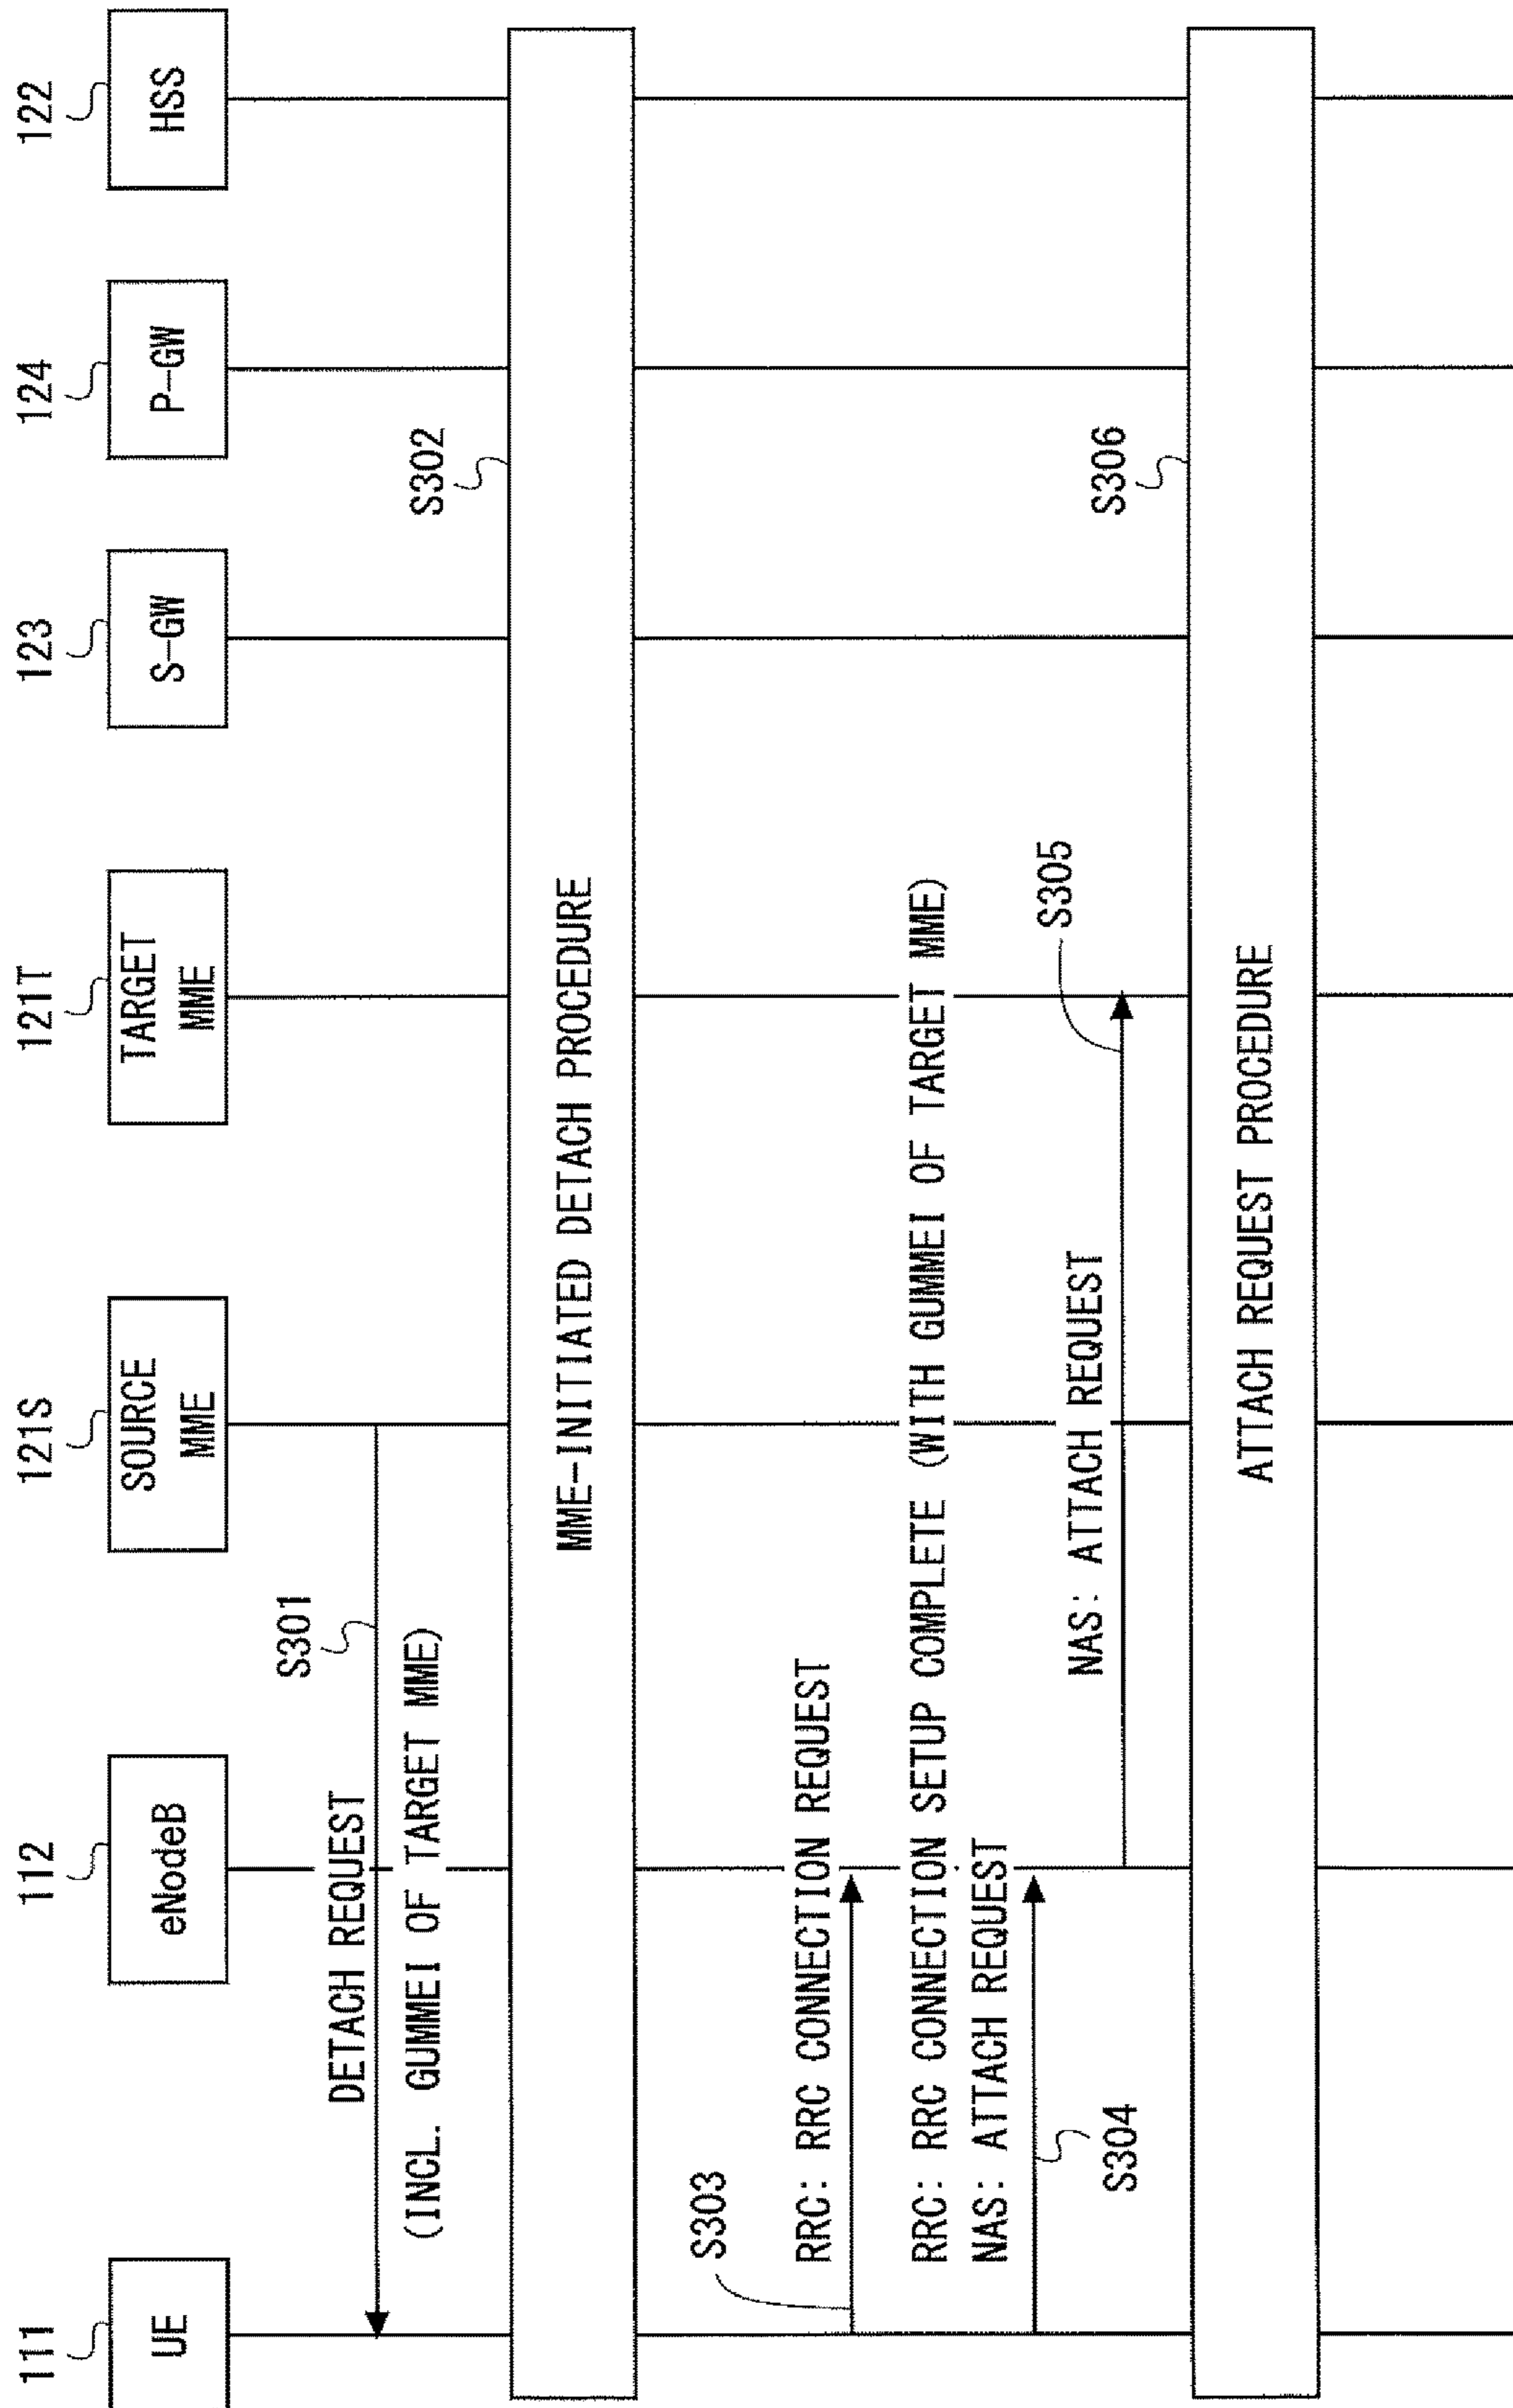 111
112
121S
121T
123
124
122
UE
eNodeB
SOURCE
MME
TARGET
MME
S-GW
P-GW
HSS
S301
DETACH REQUEST
(INCL. GUMMEI OF TARGET MME)
S302
MME-INITIATED DETACH PROCEDURE
S303
RRC: RRC CONNECTION REQUEST
RRC: RRC CONNECTION SETUP COMPLETE (WITH GUMMEI OF TARGET MME)
NAS: ATTACH REQUEST
S304
S305
NAS: ATTACH REQUEST
S306
ATTACH REQUEST PROCEDURE